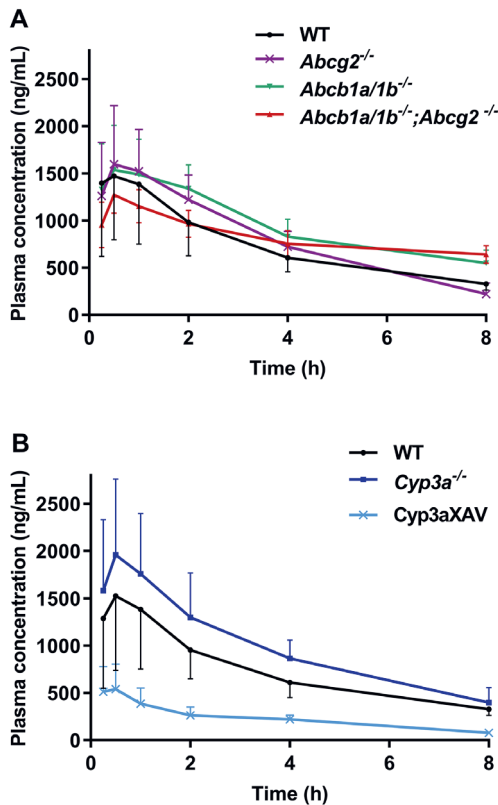 A
WT
Abcg2-/-
Abcb1a/1b-/-
Abcb1a/1b-/-;Abcg2 -/-
Plasma concentration (ng/mL)
2500
2000
1500
1000
500
0
0 2 4 6 8
Time (h)
B
WT
Cyp3a-/-
Cyp3aXAV
Plasma concentration (ng/mL)
2500
2000
1500
1000
500
0
0 2 4 6 8
Time (h)